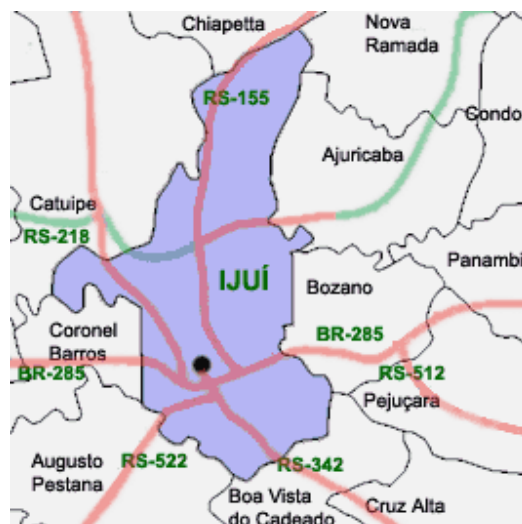 Chiapetta
Nova
Ramada
RS-155
Condo
Ajuricaba
Catuipe
RS-218
IJUÍ
Panambi
Bozano
Coronel
Barros
BR-285
BR-285
RS-512
Pejuçara
Augusto
Pestana
RS-522
RS-342
Boa Vista
do Cadeado
Cruz Alta